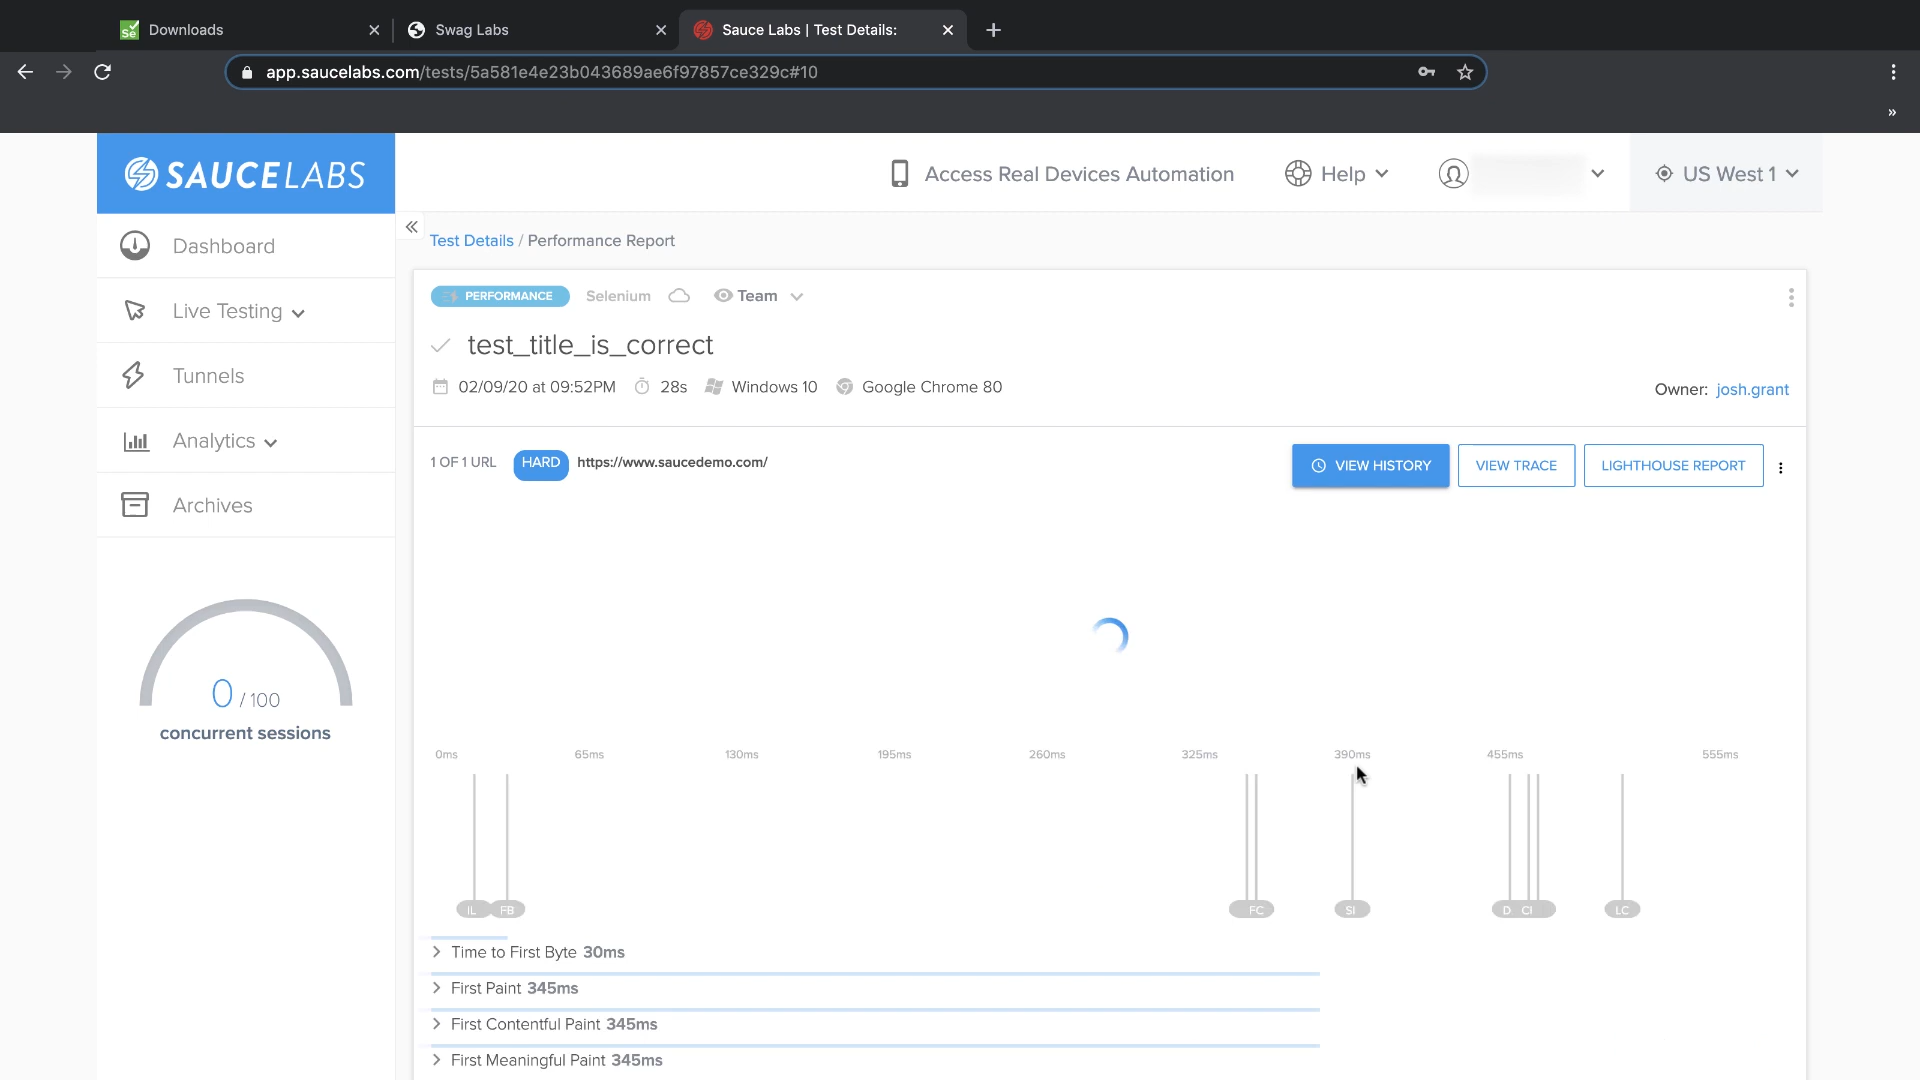 Downloads
Swag Labs
Sauce Labs | Test Details:
app.saucelabs.com/tests/5a581e4e23b043689ae6f97857ce329c#10
SAUCELABS
Access Real Devices Automation
Help
US West 1
Dashboard
Live Testing
Tunnels
Analytics
Archives
0 / 100
concurrent sessions
Test Details / Performance Report
PERFORMANCE
Selenium
Team
test_title_is_correct
02/09/20 at 09:52PM
28s
Windows 10
Google Chrome 80
Owner: josh.grant
1 OF 1 URL
HARD
https://www.saucedemo.com/
VIEW HISTORY
VIEW TRACE
LIGHTHOUSE REPORT
0ms
65ms
130ms
195ms
260ms
325ms
390ms
455ms
555ms
IL
FB
FC
SI
D
CI
LC
Time to First Byte 30ms
First Paint 345ms
First Contentful Paint 345ms
First Meaningful Paint 345ms